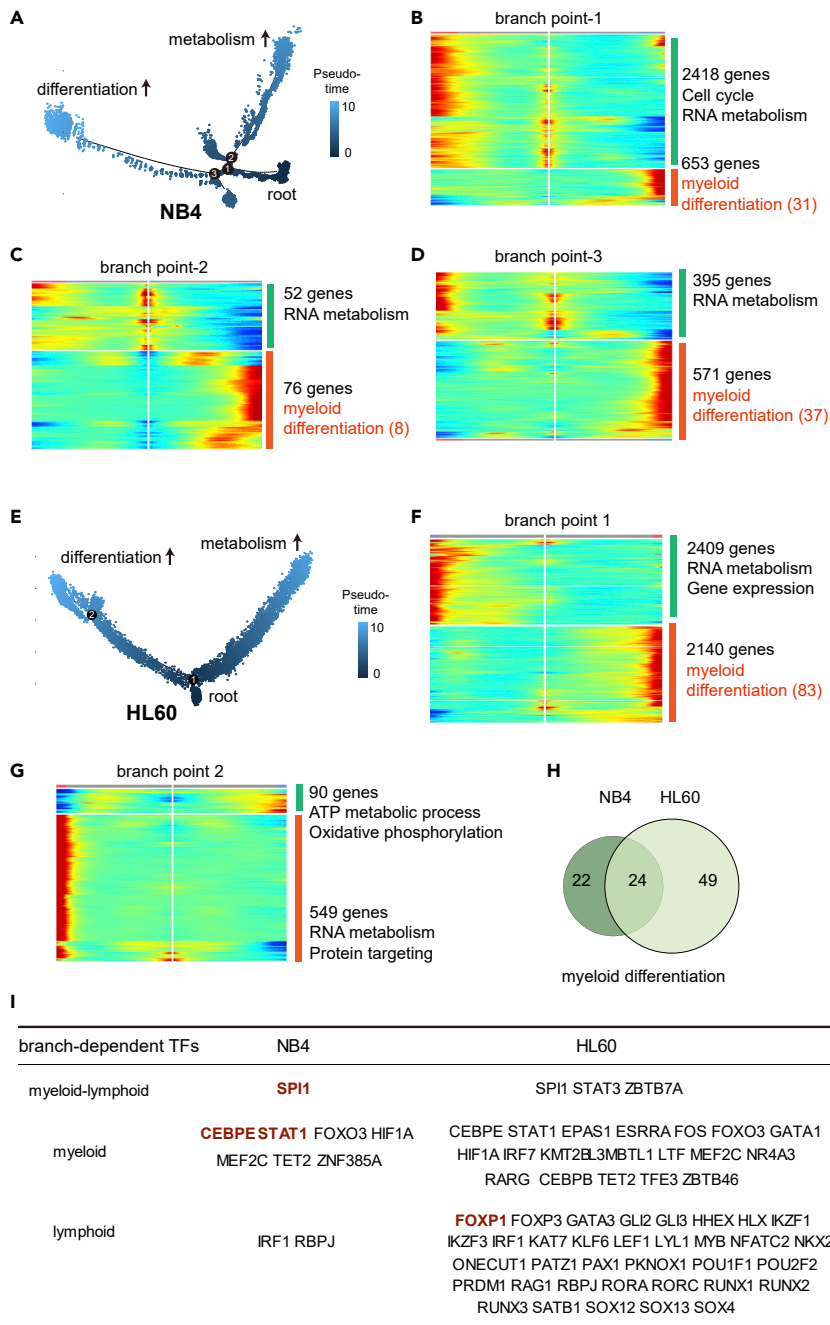 A
metabolism ↑
differentiation ↑
Pseudo-
time
10
0
2
1
3
root
NB4
B
branch point-1
2418 genes
Cell cycle
RNA metabolism
653 genes
myeloid
differentiation (31)
C
branch point-2
52 genes
RNA metabolism
76 genes
myeloid
differentiation (8)
D
branch point-3
395 genes
RNA metabolism
571 genes
myeloid
differentiation (37)
E
metabolism ↑
differentiation ↑
Pseudo-
time
10
0
2
1
root
HL60
F
branch point 1
2409 genes
RNA metabolism
Gene expression
2140 genes
myeloid
differentiation (83)
G
branch point 2
90 genes
ATP metabolic process
Oxidative phosphorylation
549 genes
RNA metabolism
Protein targeting
H
NB4 HL60
22 24 49
myeloid differentiation
I
branch-dependent TFs NB4 HL60
myeloid-lymphoid SPI1 SPI1 STAT3 ZBTB7A
myeloid
CEBPE STAT1 FOXO3 HIF1A
MEF2C TET2 ZNF385A
CEBPE STAT1 EPAS1 ESRRA FOS FOXO3 GATA1
HIF1A IRF7 KMT2B L3MBTL1 LTF MEF2C NR4A3
RARG CEBPB TET2 TFE3 ZBTB46
lymphoid
IRF1 RBPJ
FOXP1 FOXP3 GATA3 GLI2 GLI3 HHEX HLX IKZF1
IKZF3 IRF1 KAT7 KLF6 LEF1 LYL1 MYB NFATC2 NKX2
ONECUT1 PATZ1 PAX1 PKNOX1 POU1F1 POU2F2
PRDM1 RAG1 RBPJ RORA RORC RUNX1 RUNX2
RUNX3 SATB1 SOX12 SOX13 SOX4